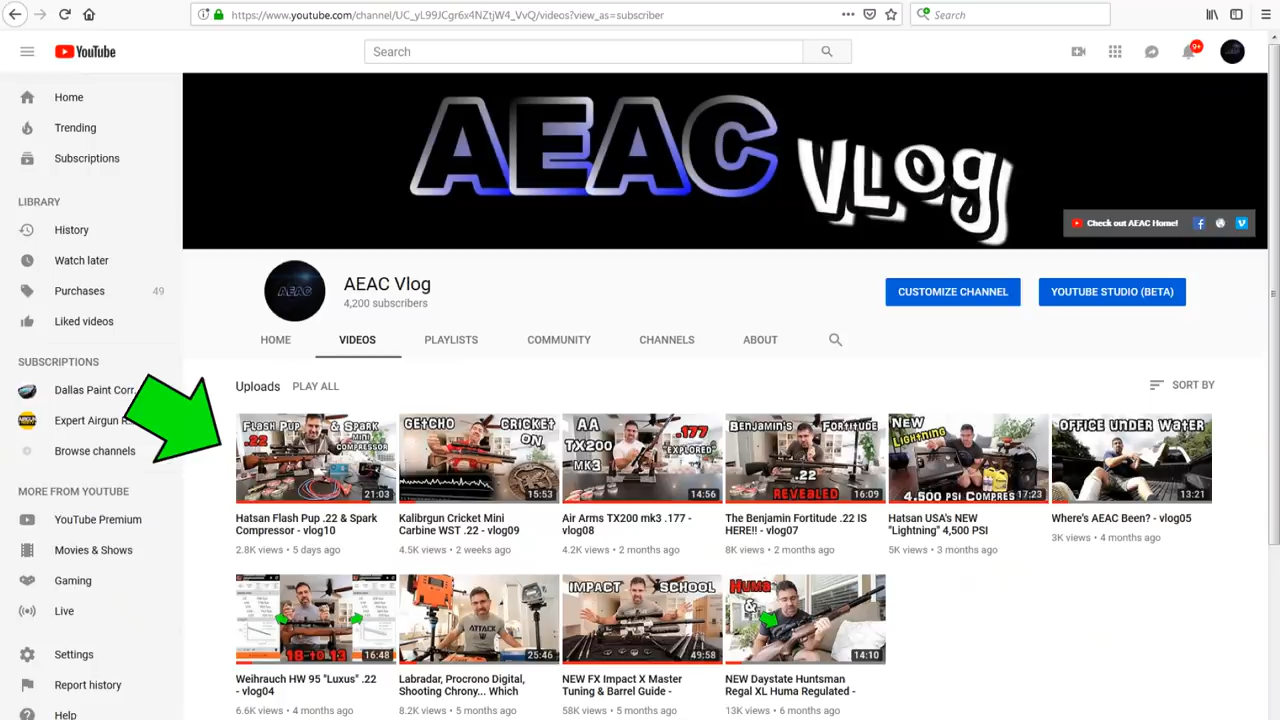 https://www.youtube.com/channel/UC_yL99JCgr6x4NZtjW4_VvQ/videos?view_as=subscriber
Search
YouTube
Search
9+
Home
Trending
Subscriptions
LIBRARY
History
Watch later
Purchases 49
Liked videos
SUBSCRIPTIONS
Dallas Paint Corr...
Expert Airgun
Browse channels
MORE FROM YOUTUBE
YouTube Premium
Movies & Shows
Gaming
Live
Settings
Report history
Help
AEAC Vlog
Check out AEAC Home!
AEAC
AEAC Vlog
4,200 subscribers
CUSTOMIZE CHANNEL
YOUTUBE STUDIO (BETA)
HOME VIDEOS PLAYLISTS COMMUNITY CHANNELS ABOUT
Uploads PLAY ALL
SORT BY
Flash Pup & Spark
.22 MINI
COMPRESSOR
21:03
Hatsan Flash Pup .22 & Spark
Compressor - vlog10
2.8K views • 5 days ago
GETCHO CRICKET
ON
15:53
Kalibrgun Cricket Mini
Carbine WST .22 - vlog09
4.5K views • 2 weeks ago
AA
TX200
MK3
.177
"EXPLORED"
14:56
Air Arms TX200 mk3 .177 -
vlog08
4.2K views • 2 months ago
Benjamin's Fortitude
.22
REVEALED
16:09
The Benjamin Fortitude .22 IS
HERE!! - vlog07
8K views • 2 months ago
NEW
Lightning
4,500 PSI COMPRES
17:23
Hatsan USA's NEW
"Lightning" 4,500 PSI
5K views • 3 months ago
OFFICE UNDER WATER
13:21
Where's AEAC Been? - vlog05
3K views • 4 months ago
18 to 13
16:48
Weihrauch HW 95 "Luxus" .22
- vlog04
6.6K views • 4 months ago
ATTACK
25:46
Labradar, Procrono Digital,
Shooting Chrony... Which
8.2K views • 5 months ago
IMPACT SCHOOL
49:58
NEW FX Impact X Master
Tuning & Barrel Guide -
58K views • 5 months ago
Huma
&
14:10
NEW Daystate Huntsman
Regal XL Huma Regulated -
13K views • 6 months ago